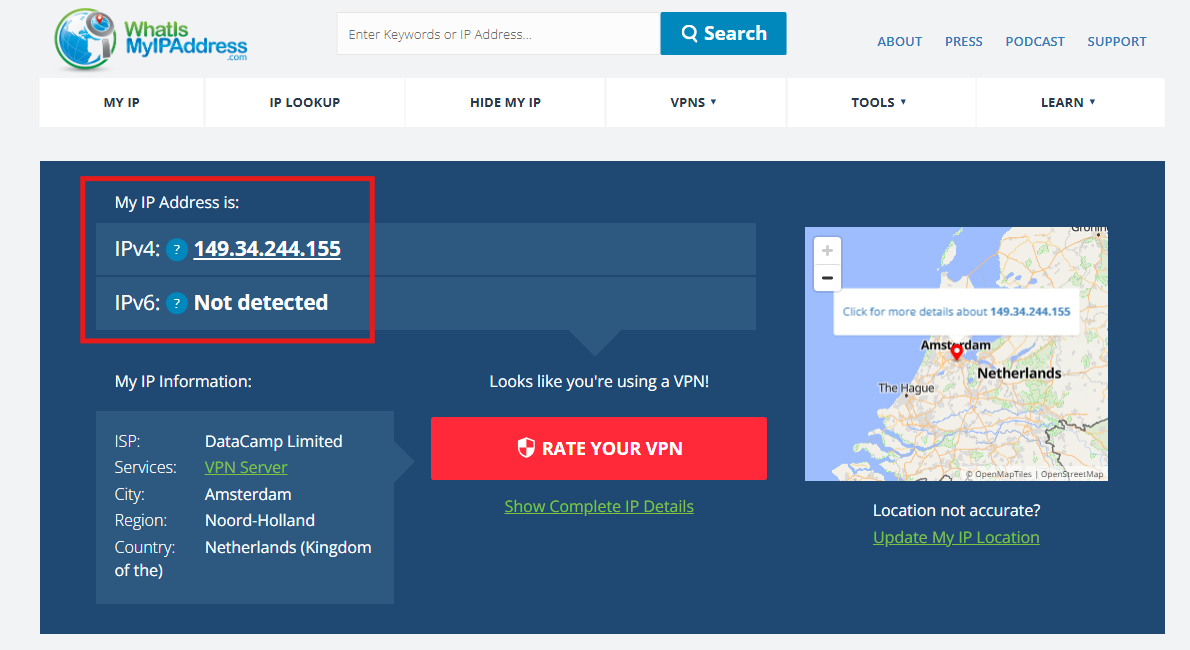 WhatIs
MyIPAddress
.com
Enter Keywords or IP Address...
Search
ABOUT PRESS PODCAST SUPPORT
MY IP IP LOOKUP HIDE MY IP VPNS ▼ TOOLS ▼ LEARN ▼
My IP Address is:
IPv4: ? 149.34.244.155
IPv6: ? Not detected
My IP Information:
ISP: DataCamp Limited
Services: VPN Server
City: Amsterdam
Region: Noord-Holland
Country: Netherlands (Kingdom
of the)
Looks like you're using a VPN!
RATE YOUR VPN
Show Complete IP Details
+
−
Click for more details about 149.34.244.155
Amsterdam
Netherlands
The Hague
© OpenMapTiles | OpenStreetMap
Location not accurate?
Update My IP Location